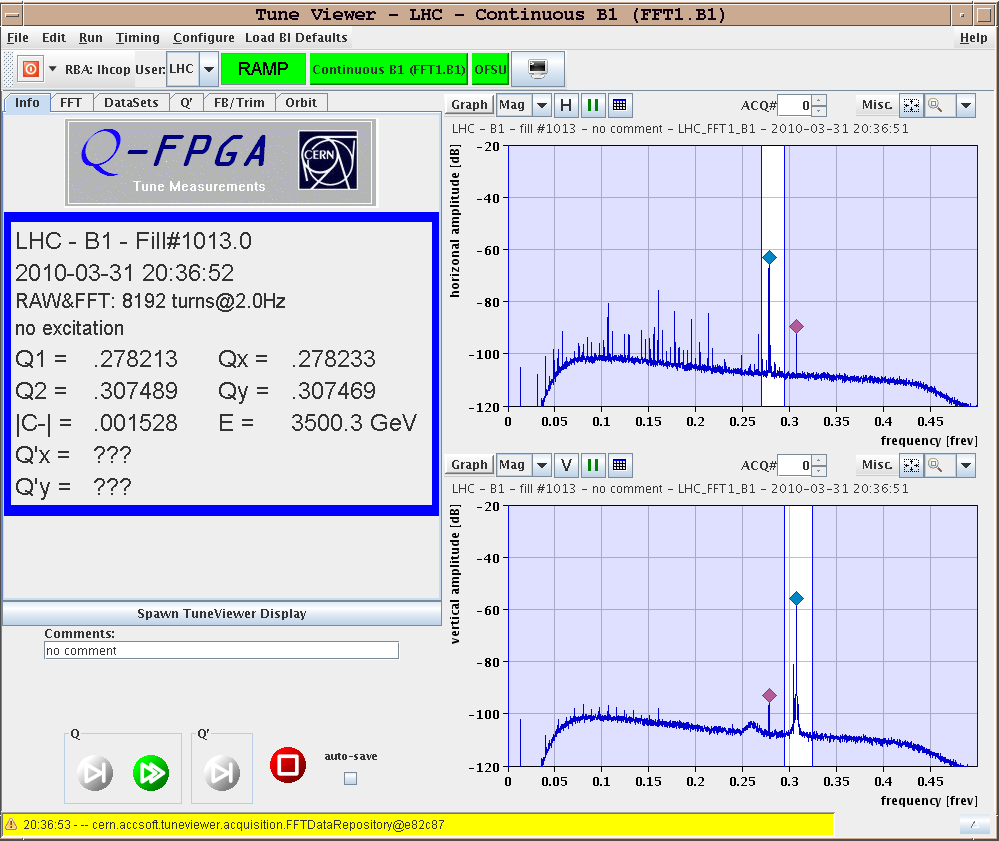 Tune Viewer - LHC - Continuous B1 (FFT1.B1)
File Edit Run Timing Configure Load BI Defaults Help
RBA: lhcop User: LHC RAMP Continuous B1 (FFT1.B1) OFSU
Info FFT DataSets Q' FB/Trim Orbit
Q-FPGA
Tune Measurements
CERN
LHC - B1 - Fill#1013.0
2010-03-31 20:36:52
RAW&FFT: 8192 turns@2.0Hz
no excitation
Q1 = .278213 Qx = .278233
Q2 = .307489 Qy = .307469
|C-| = .001528 E = 3500.3 GeV
Q'x = ???
Q'y = ???
Spawn TuneViewer Display
Comments:
no comment
Q
Q'
auto-save
Graph Mag H ACQ# 0 Misc.
LHC - B1 - fill #1013 - no comment - LHC_FFT1_B1 - 2010-03-31 20:36:51
horizonal amplitude [dB]
-20
-40
-60
-80
-100
-120
0 0.05 0.1 0.15 0.2 0.25 0.3 0.35 0.4 0.45
frequency [frev]
Graph Mag V ACQ# 0 Misc.
LHC - B1 - fill #1013 - no comment - LHC_FFT1_B1 - 2010-03-31 20:36:51
vertical amplitude [dB]
-20
-40
-60
-80
-100
-120
0 0.05 0.1 0.15 0.2 0.25 0.3 0.35 0.4 0.45
frequency [frev]
20:36:53 - -- cern.accsoft.tuneviewer.acquisition.FFTDataRepository@e82c87